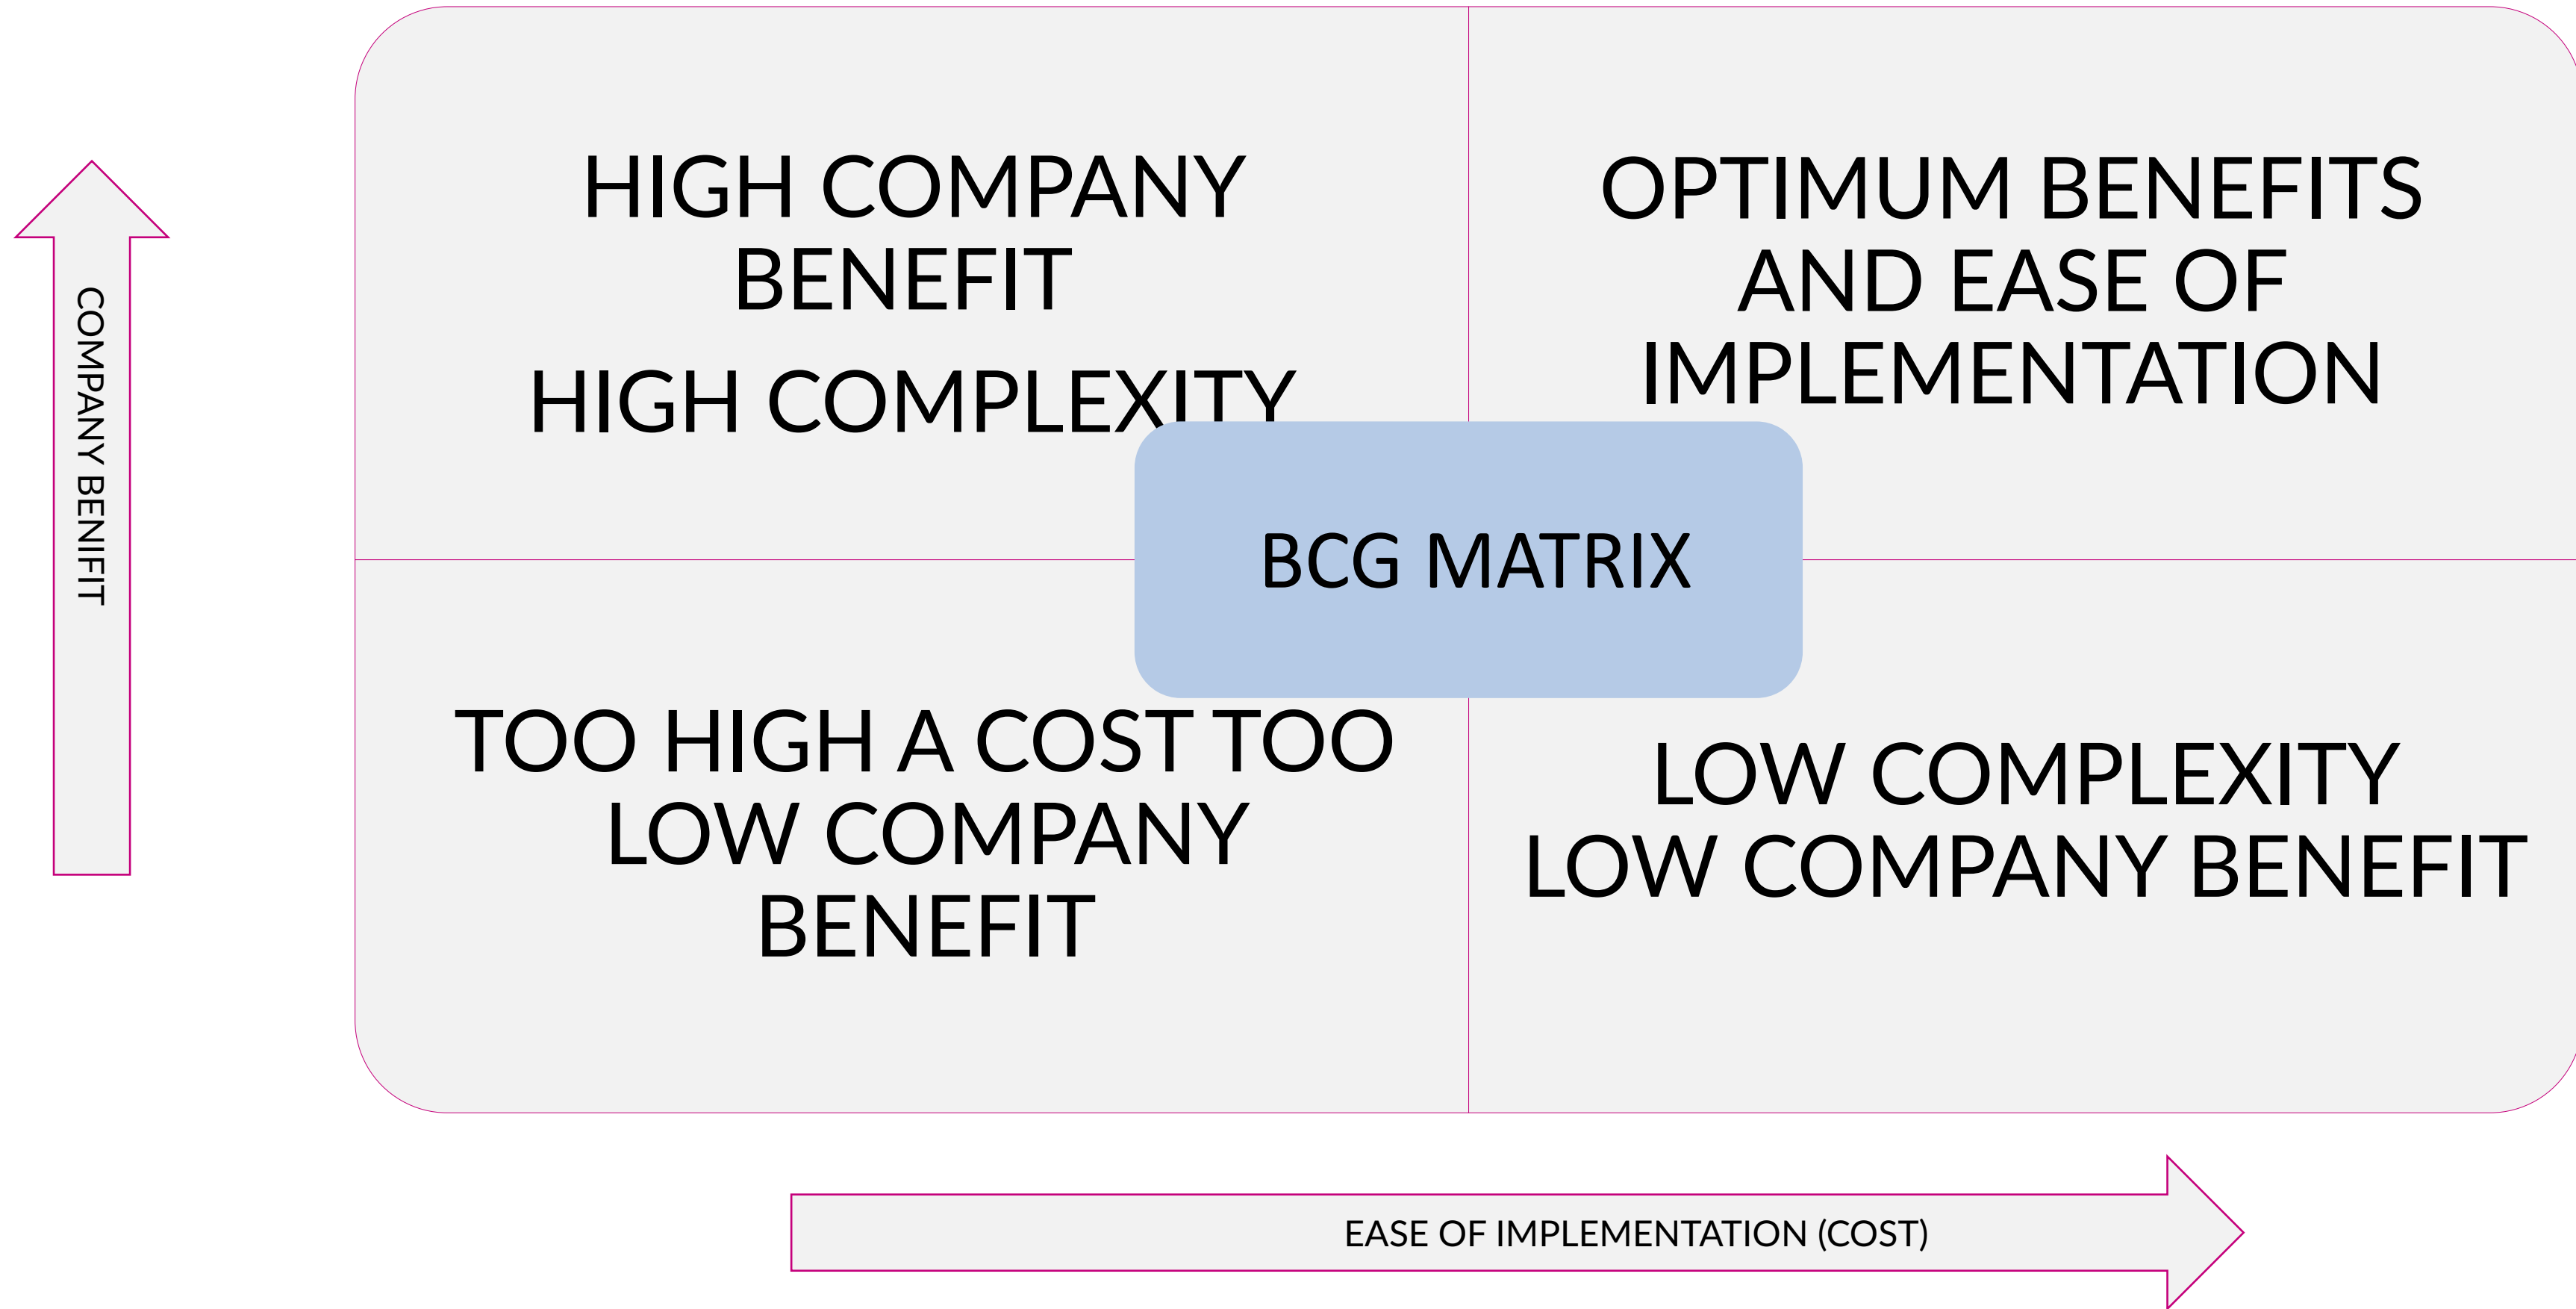 COMPANY BENIFIT
HIGH COMPANY
BENEFIT
HIGH COMPLEXITY
OPTIMUM BENEFITS
AND EASE OF
IMPLEMENTATION
BCG MATRIX
TOO HIGH A COST TOO
LOW COMPANY
BENEFIT
LOW COMPLEXITY
LOW COMPANY BENEFIT
EASE OF IMPLEMENTATION (COST)